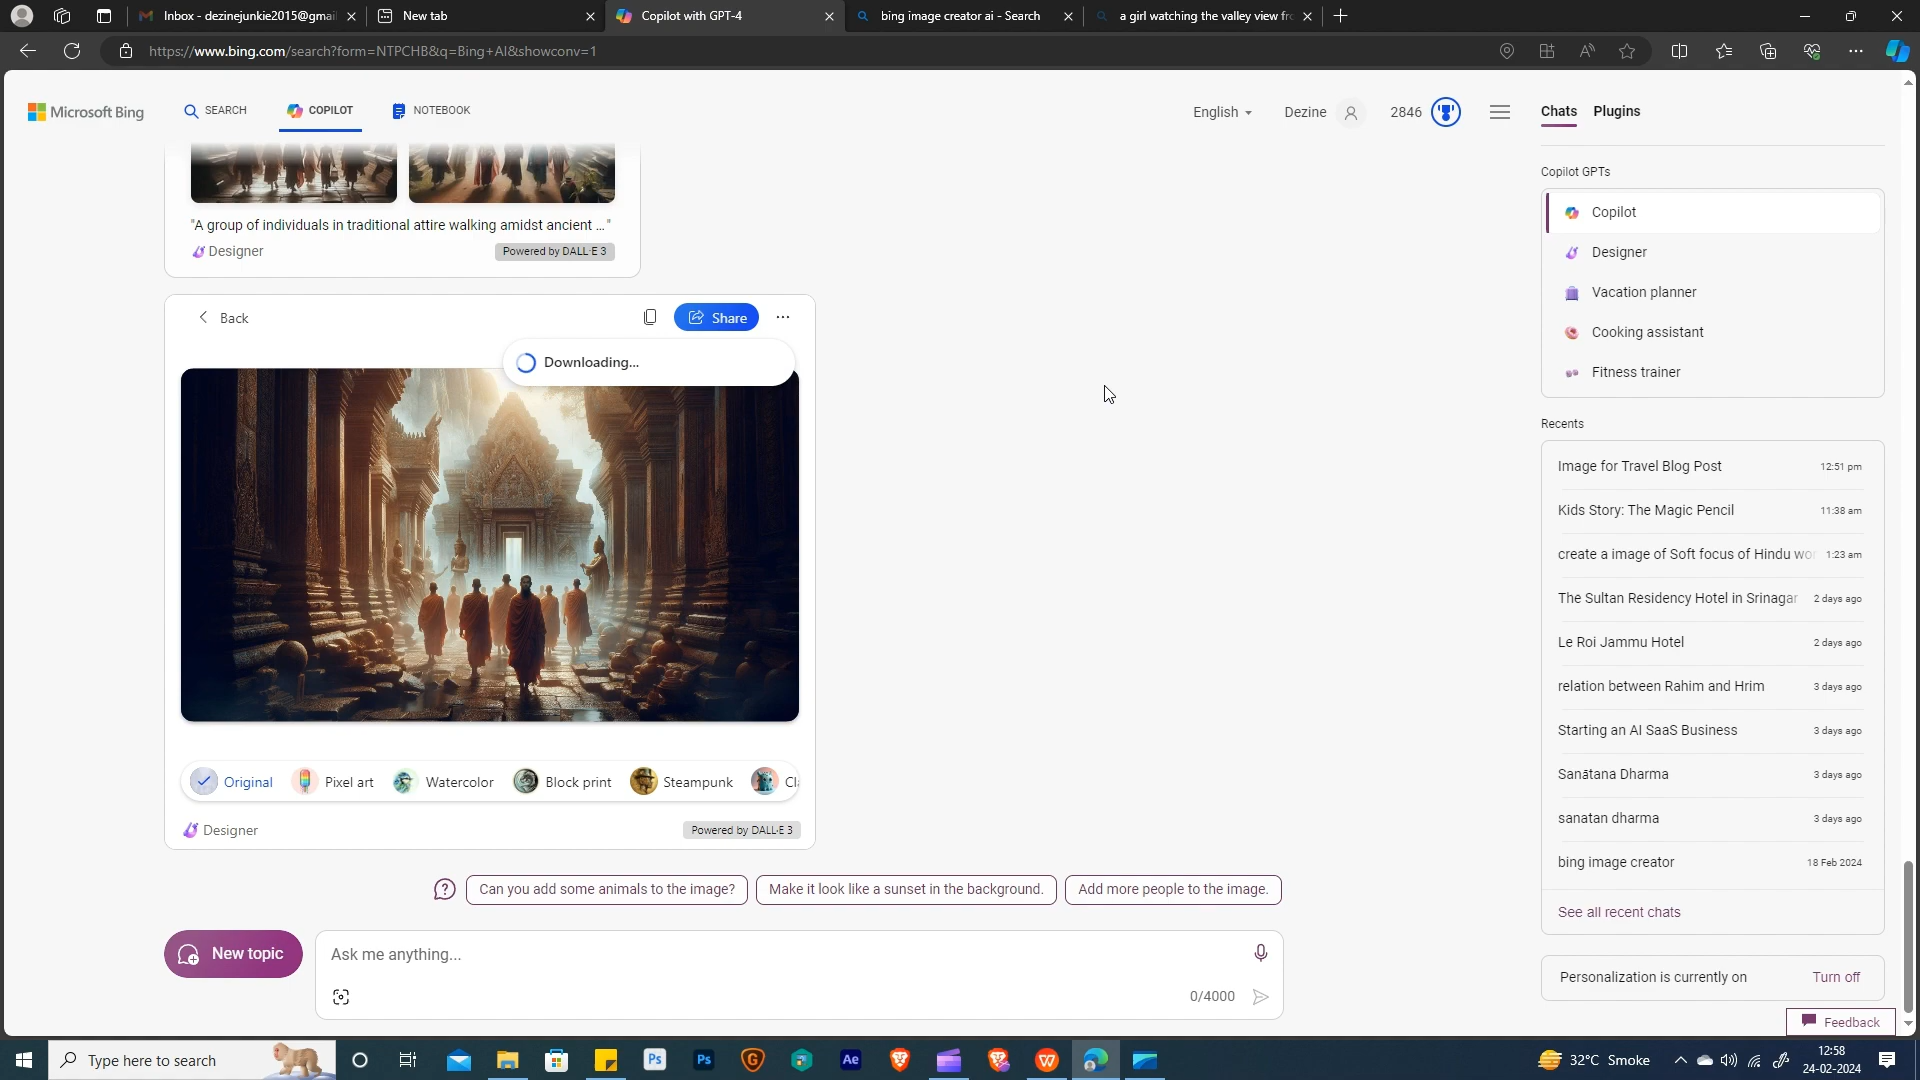 Inbox - dezinejunkie2015@gmai
New tab
Copilot with GPT-4
bing image creator ai - Search
a girl watching the valley view fr
https://www.bing.com/search?form=NTPCHB&q=Bing+AI&showconv=1
Microsoft Bing
SEARCH
COPILOT
NOTEBOOK
English
Dezine
2846
Chats
Plugins
"A group of individuals in traditional attire walking amidst ancient ..."
Designer
Powered by DALL·E 3
Back
Share
Downloading...
Original
Pixel art
Watercolor
Block print
Steampunk
Cl
Designer
Powered by DALL·E 3
Can you add some animals to the image?
Make it look like a sunset in the background.
Add more people to the image.
New topic
Ask me anything...
0/4000
Copilot GPTs
Copilot
Designer
Vacation planner
Cooking assistant
Fitness trainer
Recents
Image for Travel Blog Post 12:51 pm
Kids Story: The Magic Pencil 11:38 am
create a image of Soft focus of Hindu wor 1:23 am
The Sultan Residency Hotel in Srinagar 2 days ago
Le Roi Jammu Hotel 2 days ago
relation between Rahim and Hrim 3 days ago
Starting an AI SaaS Business 3 days ago
Sanātana Dharma 3 days ago
sanatan dharma 3 days ago
bing image creator 18 Feb 2024
See all recent chats
Personalization is currently on Turn off
Feedback
Type here to search
Ps
Ps
G
Ae
W
32°C Smoke
12:58
24-02-2024